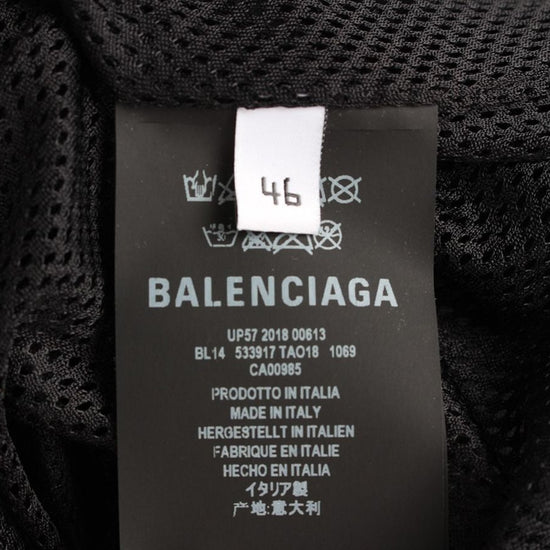 46
30
BALENCIAGA
UP57 2018 00613
BL14 533917 TAO18 1069
CA00985
PRODOTTO IN ITALIA
MADE IN ITALY
HERGESTELLT IN ITALIEN
FABRIQUE EN ITALIE
HECHO EN ITALIA
イタリア製
产地:意大利